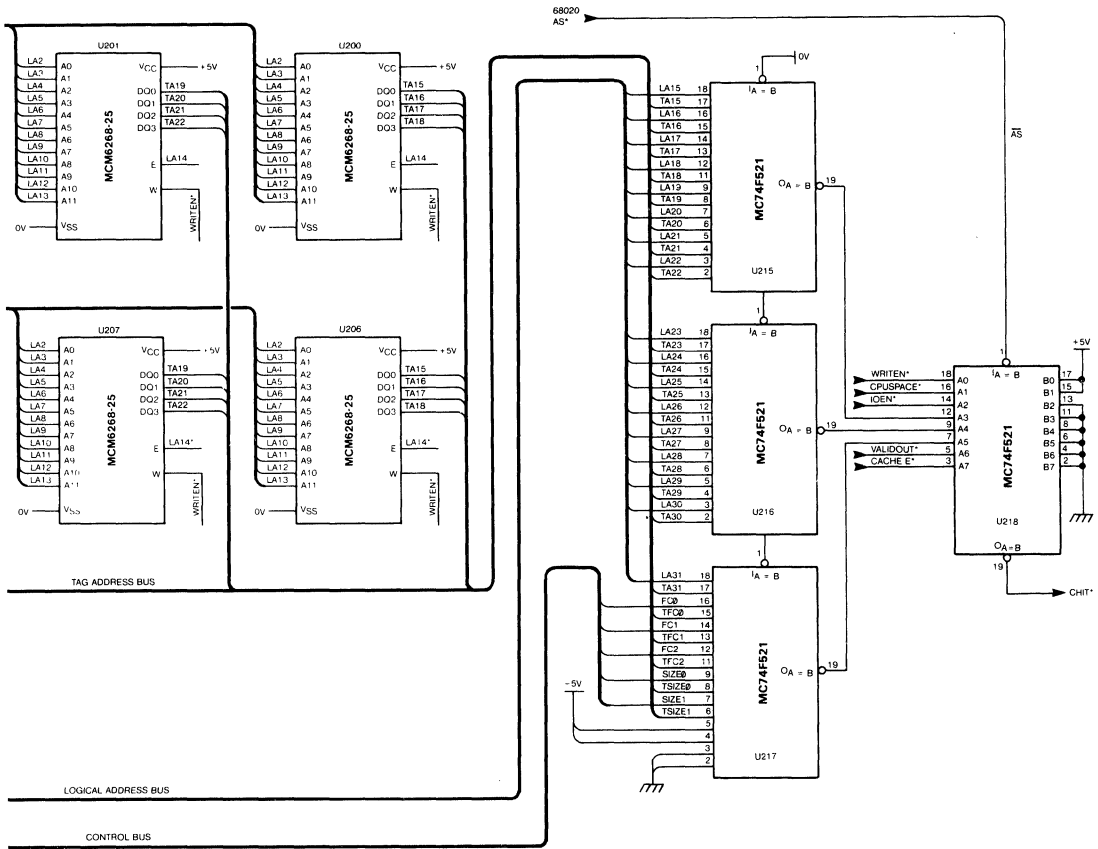 68020
AS*
U201
LA2 A0 VCC +5V
LA3 A1
LA4 A2 DQ0 TA19
LA5 A3 DQ1 TA20
LA6 A4 DQ2 TA21
LA7 A5 DQ3 TA22
LA8 A6
LA9 A7
LA10 A8 E LA14
LA11 A9
LA12 A10 W WRITEN*
LA13 A11
0V VSS
MCM6268-25
U200
LA2 A0 VCC +5V
LA3 A1
LA4 A2 DQ0 TA15
LA5 A3 DQ1 TA16
LA6 A4 DQ2 TA17
LA7 A5 DQ3 TA18
LA8 A6
LA9 A7
LA10 A8 E LA14
LA11 A9
LA12 A10 W WRITEN*
LA13 A11
0V VSS
MCM6268-25
U207
LA2 A0 VCC +5V
LA3 A1
LA4 A2 DQ0 TA19
LA5 A3 DQ1 TA20
LA6 A4 DQ2 TA21
LA7 A5 DQ3 TA22
LA8 A6
LA9 A7
LA10 A8 E LA14*
LA11 A9
LA12 A10 W WRITEN*
LA13 A11
0V VSS
MCM6268-25
U206
LA2 A0 VCC +5V
LA3 A1
LA4 A2 DQ0 TA15
LA5 A3 DQ1 TA16
LA6 A4 DQ2 TA17
LA7 A5 DQ3 TA18
LA8 A6
LA9 A7
LA10 A8 E LA14*
LA11 A9
LA12 A10 W WRITEN*
LA13 A11
0V VSS
MCM6268-25
TAG ADDRESS BUS
LOGICAL ADDRESS BUS
CONTROL BUS
0V
1
IA = B
LA15 18
TA15 17
LA16 16
TA16 15
LA17 14
TA17 13
LA18 12
TA18 11
LA19 9
TA19 8
LA20 7
TA20 6
LA21 5
TA21 4
LA22 3
TA22 2
OA = B 19
MC74F521
U215
1
IA = B
LA23 18
TA23 17
LA24 16
TA24 15
LA25 14
TA25 13
LA26 12
TA26 11
LA27 9
TA27 8
LA28 7
TA28 6
LA29 5
TA29 4
LA30 3
TA30 2
OA = B 19
MC74F521
U216
1
IA = B
LA31 18
TA31 17
FCØ 16
TFCØ 15
FC1 14
TFC1 13
FC2 12
TFC2 11
SIZEØ 9
TSIZEØ 8
SIZE1 7
TSIZE1 6
5
4
3
2
-5V
OA = B 19
MC74F521
U217
AS
1
IA = B
+5V
WRITEN* 18 A0 B0 17
CPUSPACE* 16 A1 B1 15
IOEN* 14 A2 B2 13
12 A3 B3 11
9 A4 B4 8
7 A5 B5 6
VALIDOUT* 5 A6 B6 4
CACHE E* 3 A7 B7 2
MC74F521
U218
OA=B
19
CHIT*